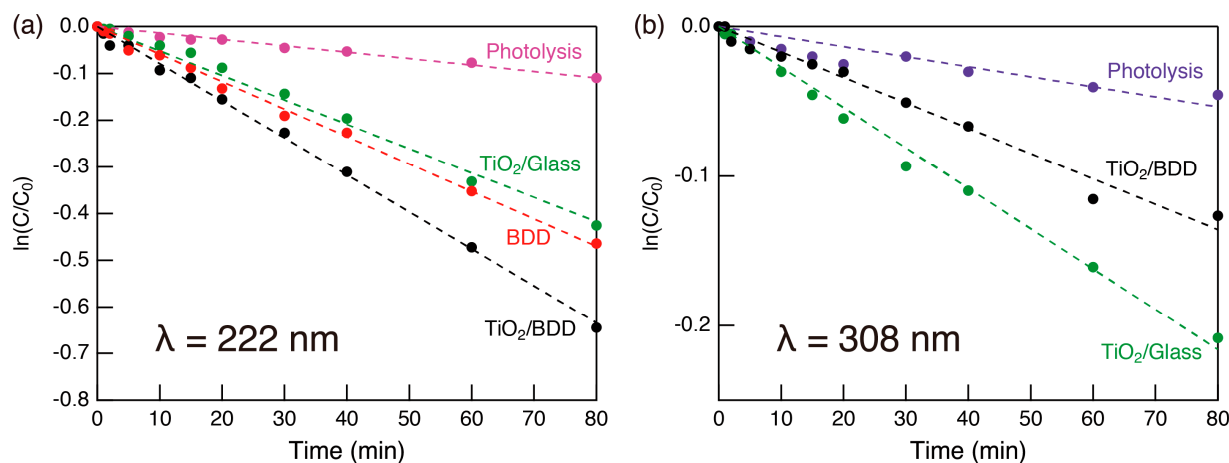 (a)
0.0
-0.1
-0.2
-0.3
-0.4
-0.5
-0.6
-0.7
-0.8
ln(C/C₀)
Photolysis
TiO₂/Glass
BDD
TiO₂/BDD
λ = 222 nm
0 10 20 30 40 50 60 70 80
Time (min)
(b)
0.0
-0.1
-0.2
ln(C/C₀)
Photolysis
TiO₂/BDD
TiO₂/Glass
λ = 308 nm
0 10 20 30 40 50 60 70 80
Time (min)